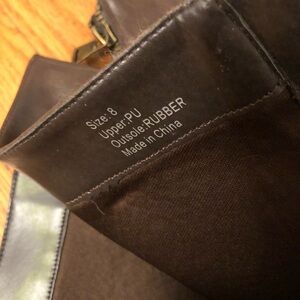 Size: 8
Upper:PU
Outsole:RUBBER
Made in China